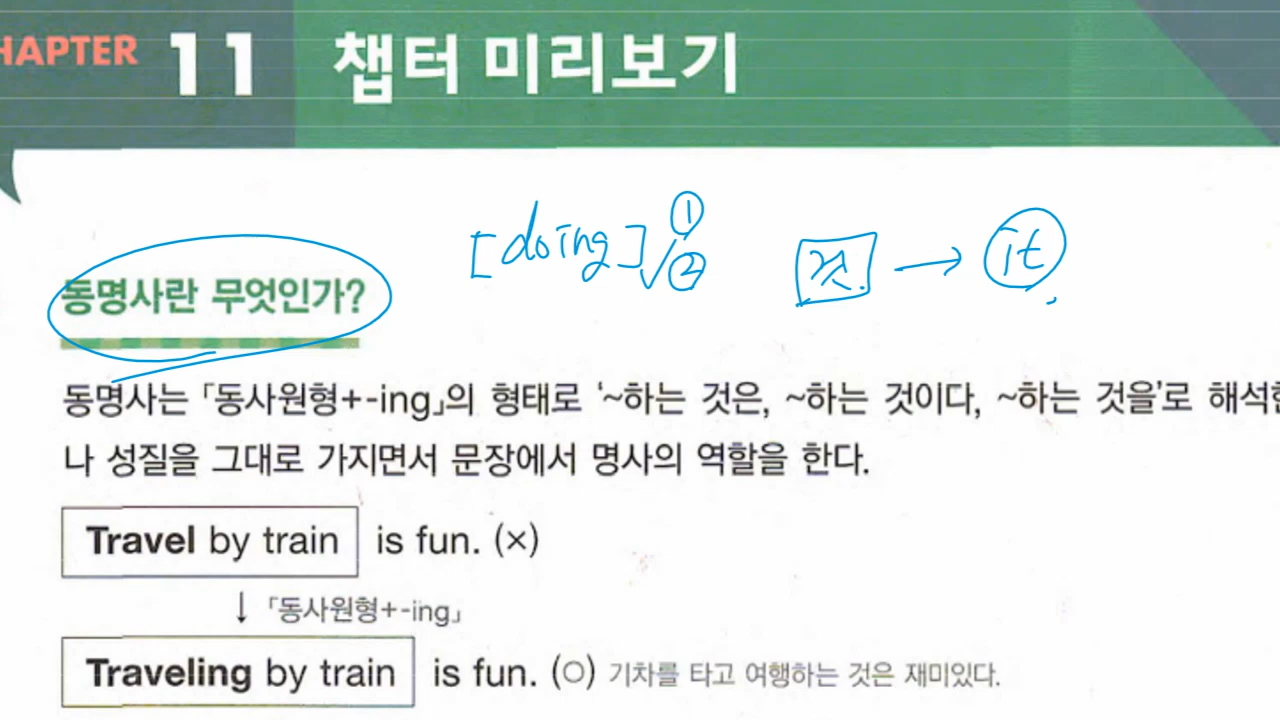 HAPTER 11 챕터 미리보기
[doing] ① ② 것 → it
동명사란 무엇인가?
동명사는 「동사원형+-ing」의 형태로 ‘~하는 것은, ~하는 것이다, ~하는 것을’로 해석
나 성질을 그대로 가지면서 문장에서 명사의 역할을 한다.
Travel by train is fun. (×)
↓ 「동사원형+-ing」
Traveling by train is fun. (○) 기차를 타고 여행하는 것은 재미있다.